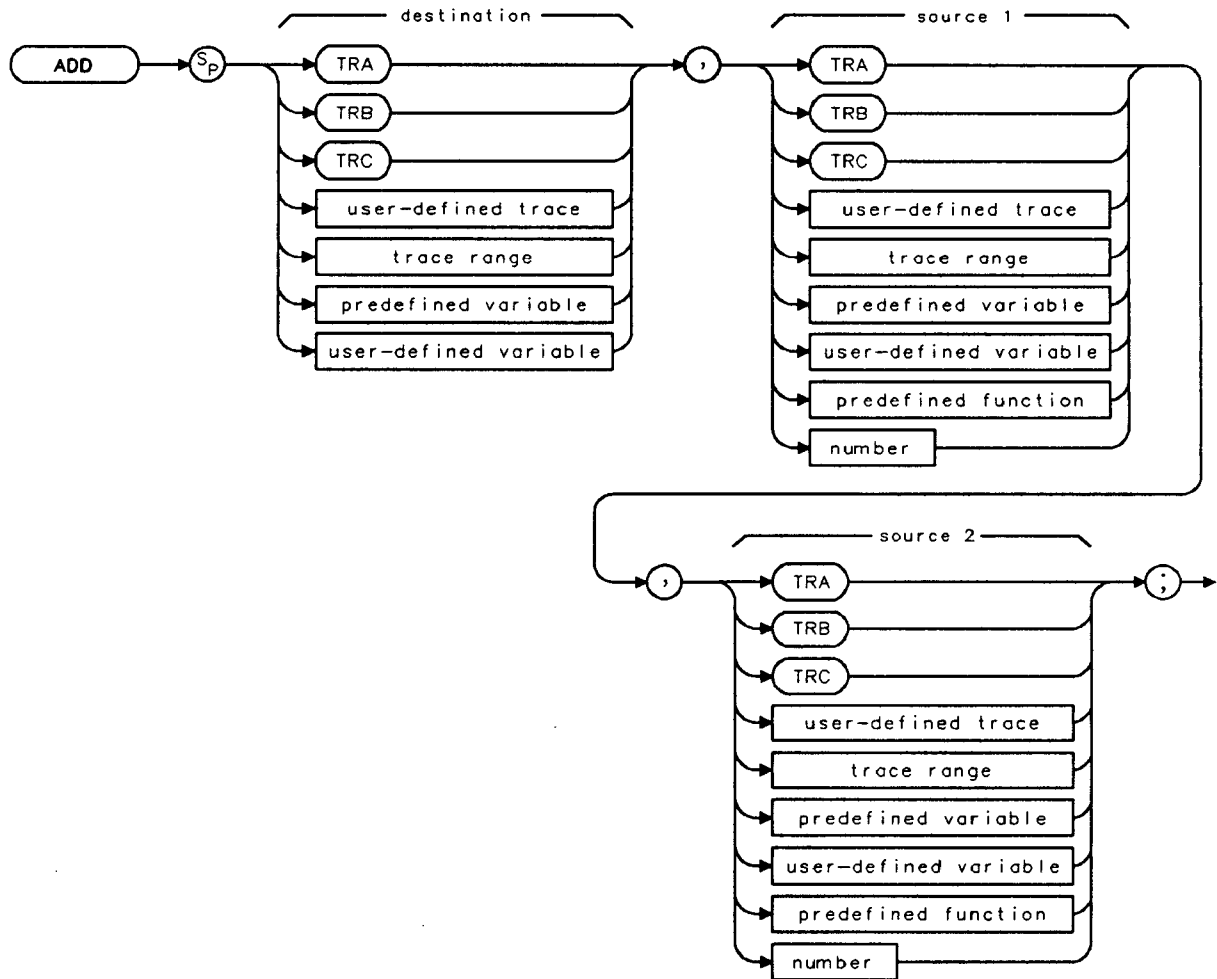 destination
ADD
SP
TRA
TRB
TRC
user-defined trace
trace range
predefined variable
user-defined variable
,
source 1
TRA
TRB
TRC
user-defined trace
trace range
predefined variable
user-defined variable
predefined function
number
source 2
,
TRA
TRB
TRC
user-defined trace
trace range
predefined variable
user-defined variable
predefined function
number
;